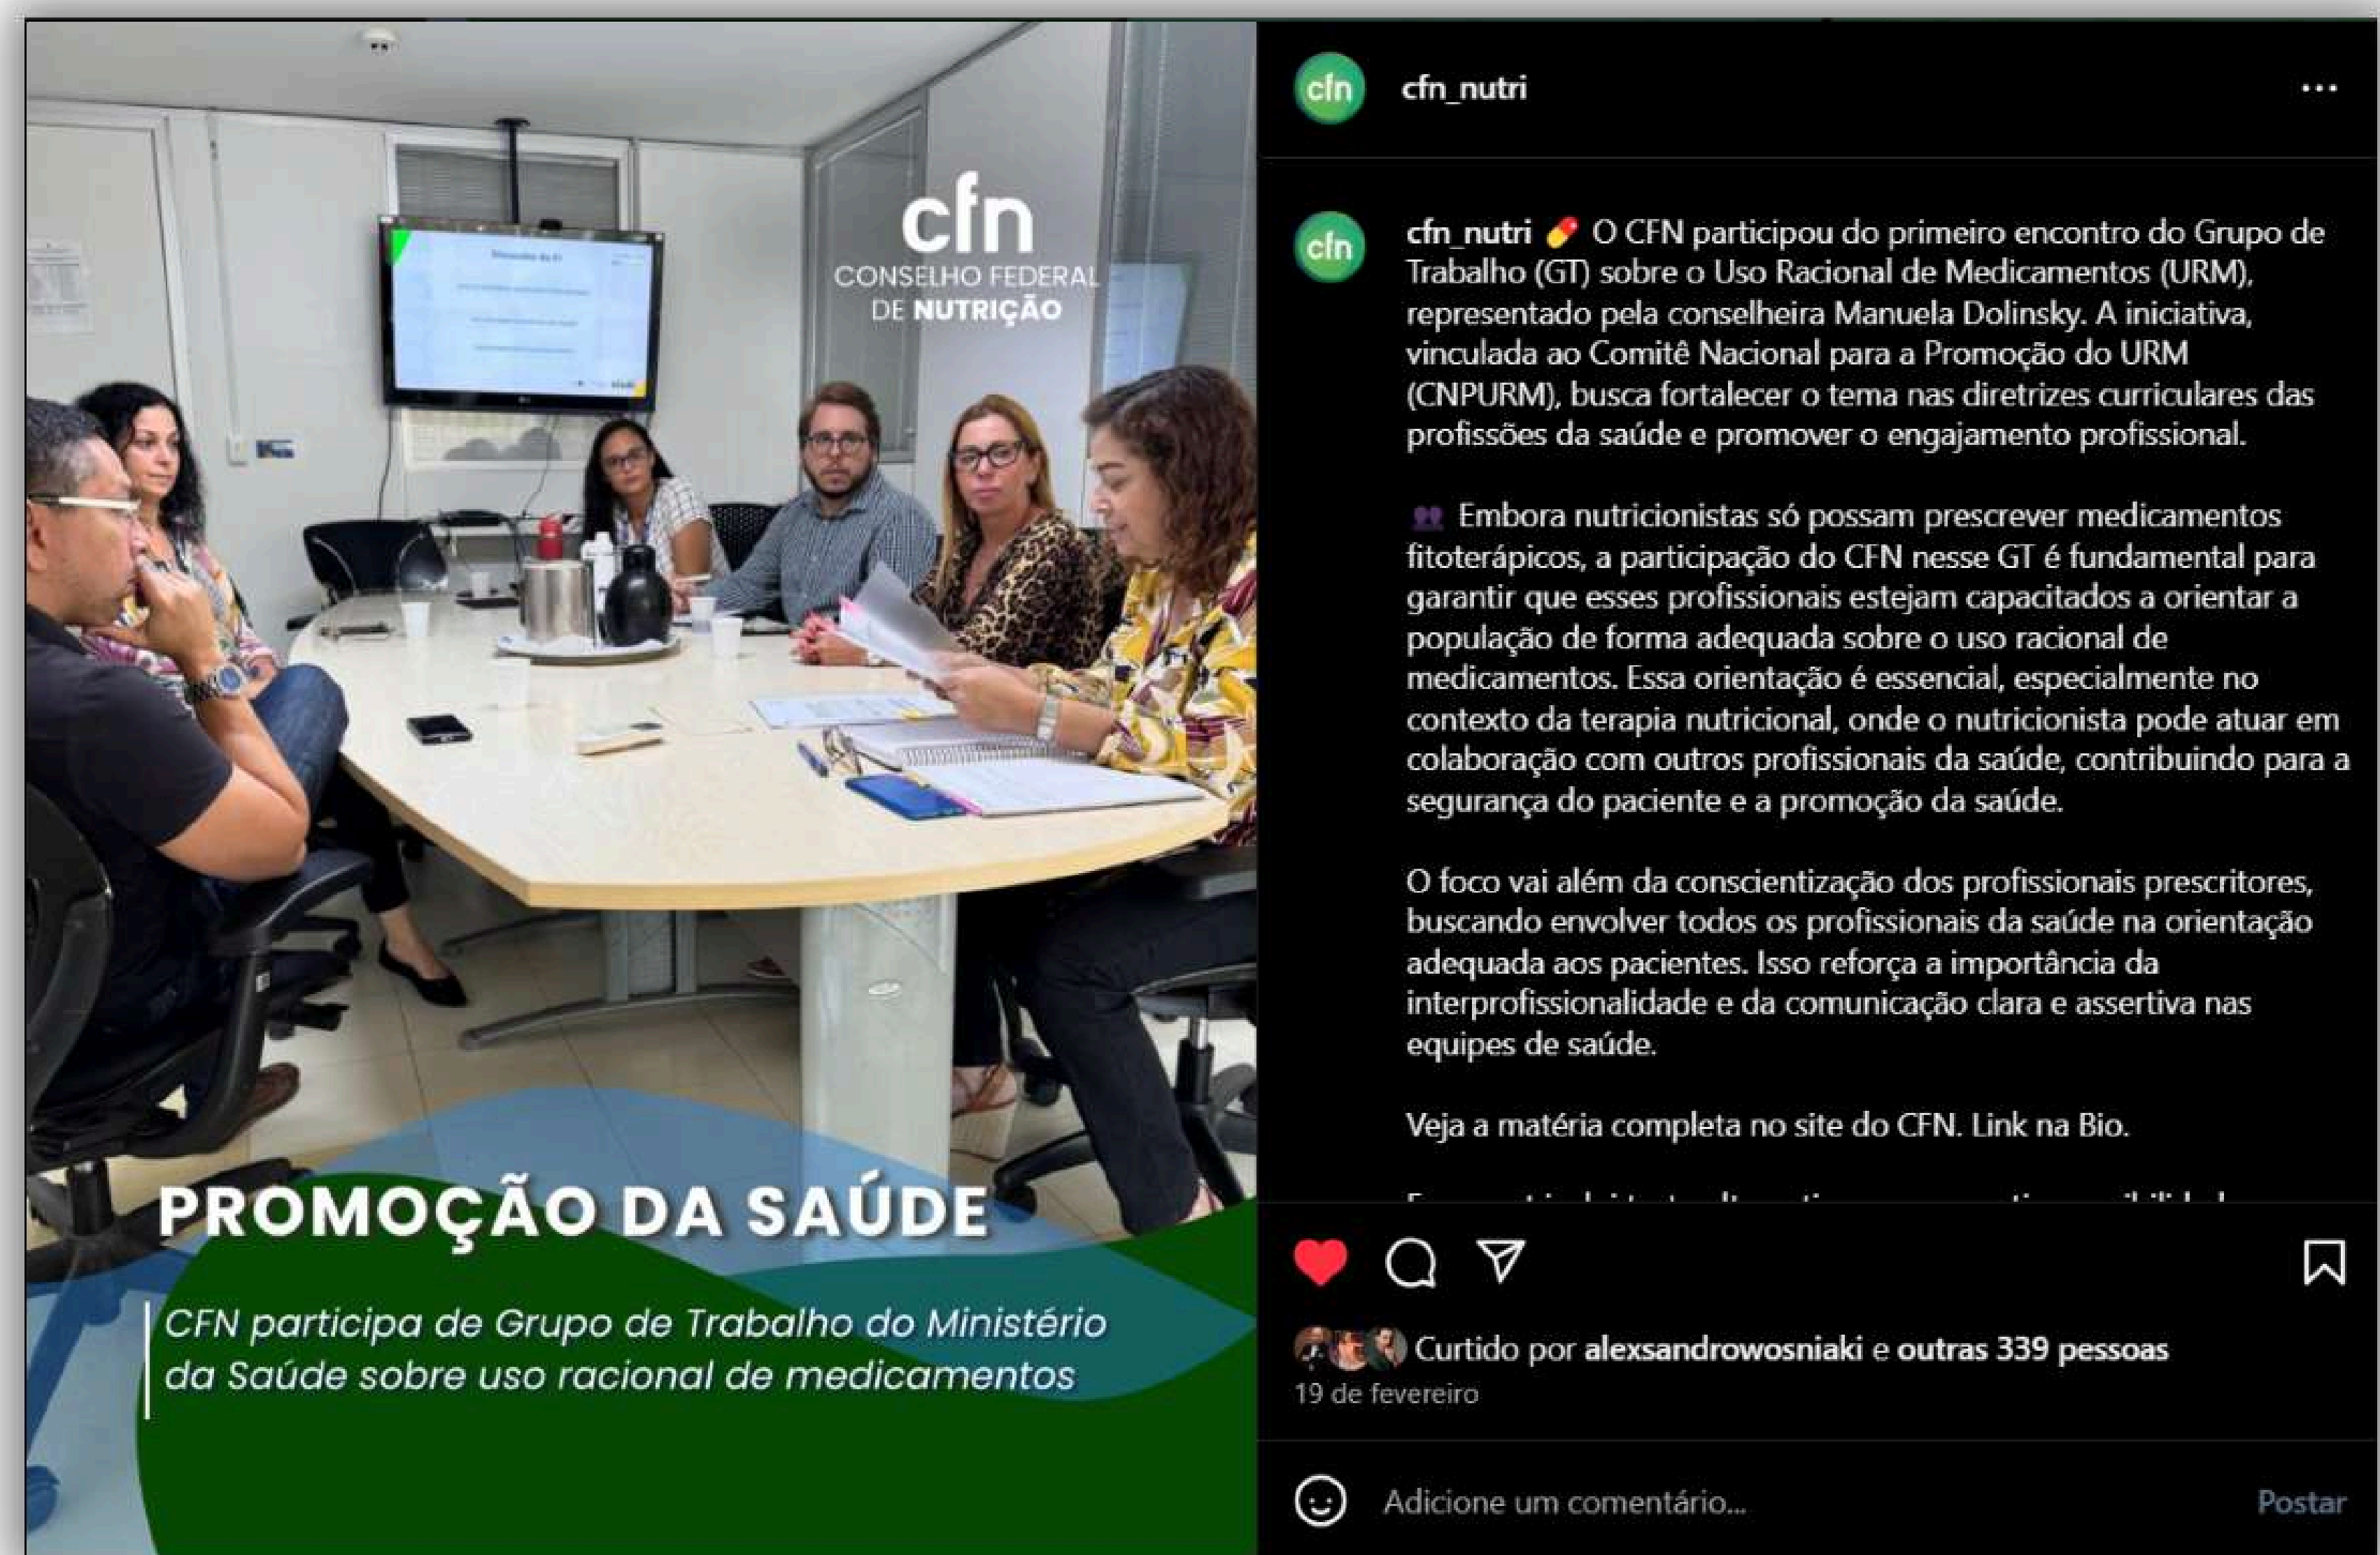 cfn
CONSELHO FEDERAL
DE NUTRIÇÃO
PROMOÇÃO DA SAÚDE
CFN participa de Grupo de Trabalho do Ministério
da Saúde sobre uso racional de medicamentos
cfn
cfn_nutri
cfn
cfn_nutri O CFN participou do primeiro encontro do Grupo de
Trabalho (GT) sobre o Uso Racional de Medicamentos (URM),
representado pela conselheira Manuela Dolinsky. A iniciativa,
vinculada ao Comitê Nacional para a Promoção do URM
(CNPURM), busca fortalecer o tema nas diretrizes curriculares das
profissões da saúde e promover o engajamento profissional.
Embora nutricionistas só possam prescrever medicamentos
fitoterápicos, a participação do CFN nesse GT é fundamental para
garantir que esses profissionais estejam capacitados a orientar a
população de forma adequada sobre o uso racional de
medicamentos. Essa orientação é essencial, especialmente no
contexto da terapia nutricional, onde o nutricionista pode atuar em
colaboração com outros profissionais da saúde, contribuindo para a
segurança do paciente e a promoção da saúde.
O foco vai além da conscientização dos profissionais prescritores,
buscando envolver todos os profissionais da saúde na orientação
adequada aos pacientes. Isso reforça a importância da
interprofissionalidade e da comunicação clara e assertiva nas
equipes de saúde.
Veja a matéria completa no site do CFN. Link na Bio.
Curtido por alexsandrowosniaki e outras 339 pessoas
19 de fevereiro
Adicione um comentário...
Postar